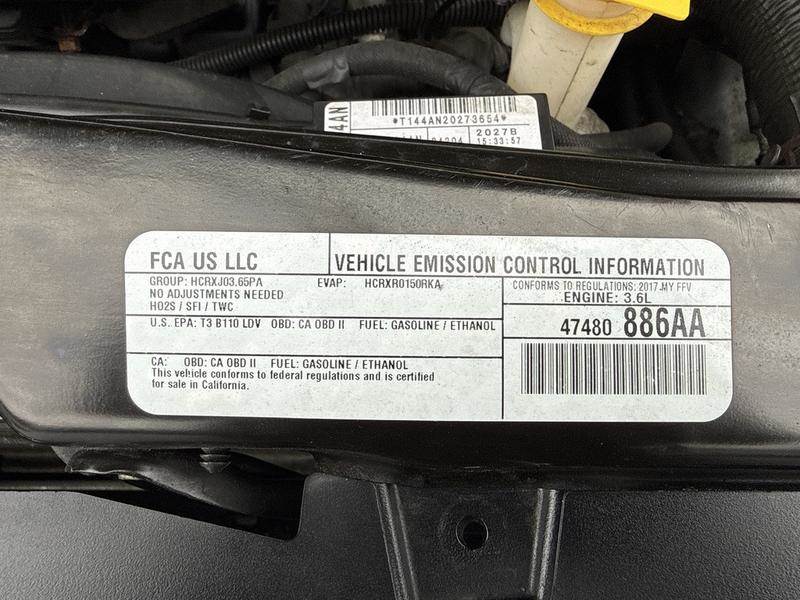 4AN
*T144AN20273654*
2027B
15:33:57
FCA US LLC
VEHICLE EMISSION CONTROL INFORMATION
GROUP: HCRXJ03.65PA EVAP: HCRXR0150RKA
NO ADJUSTMENTS NEEDED
HO2S / SFI / TWC
CONFORMS TO REGULATIONS: 2017 MY FFV
ENGINE: 3.6L
U.S. EPA: T3 B110 LDV OBD: CA OBD II FUEL: GASOLINE / ETHANOL
47480 886AA
CA: OBD: CA OBD II FUEL: GASOLINE / ETHANOL
This vehicle conforms to federal regulations and is certified
for sale in California.